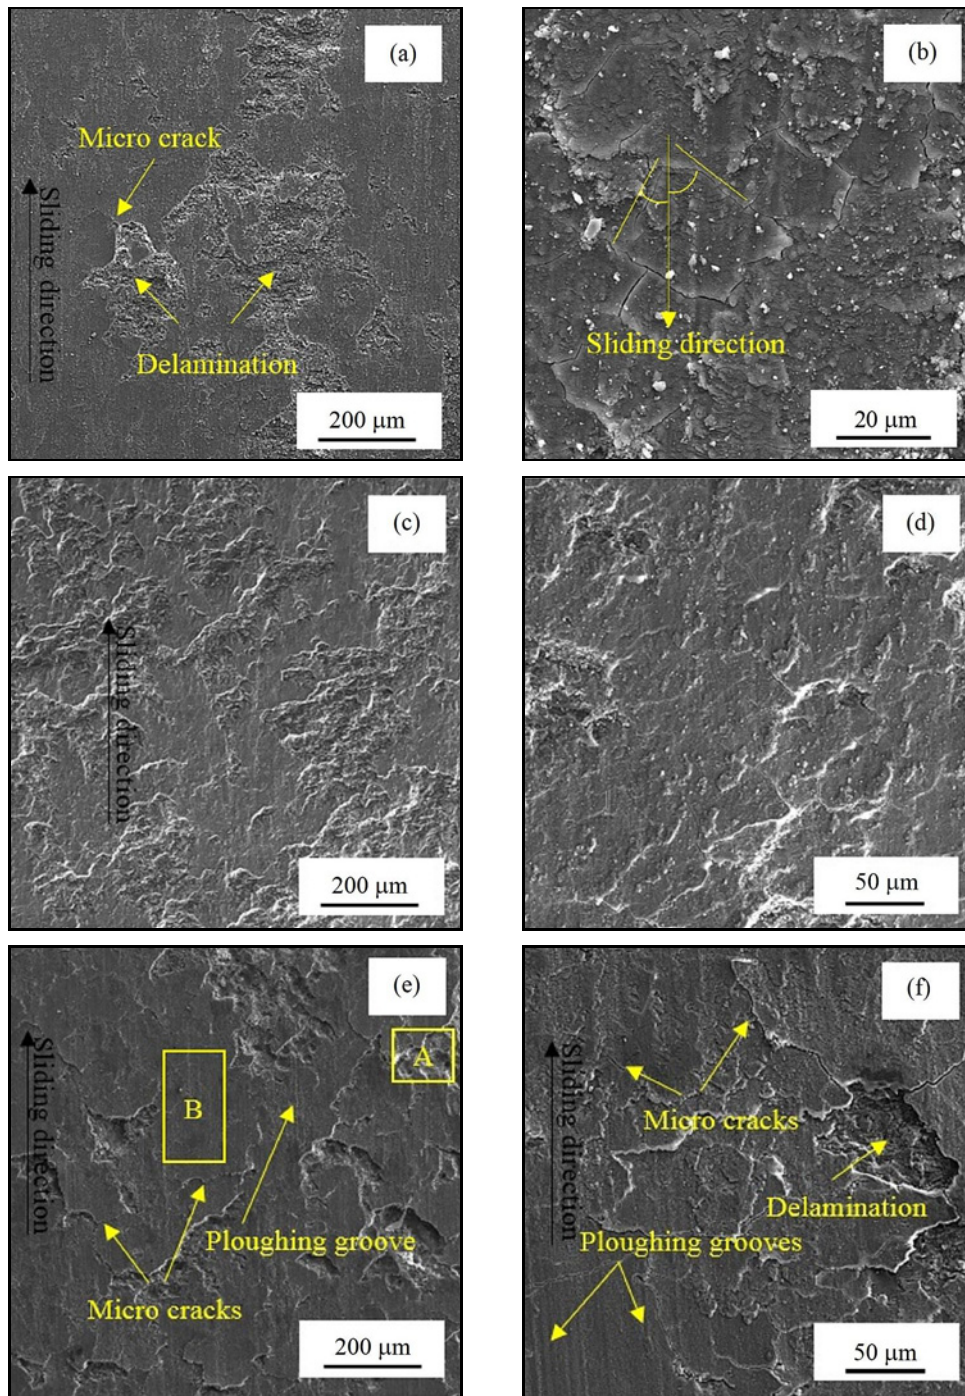 (a)
Micro crack
Sliding direction
Delamination
200 μm
(b)
Sliding direction
20 μm
(c)
Sliding direction
200 μm
(d)
50 μm
(e)
A
Sliding direction
B
Ploughing groove
Micro cracks
200 μm
(f)
Sliding direction
Micro cracks
Delamination
Ploughing grooves
50 μm